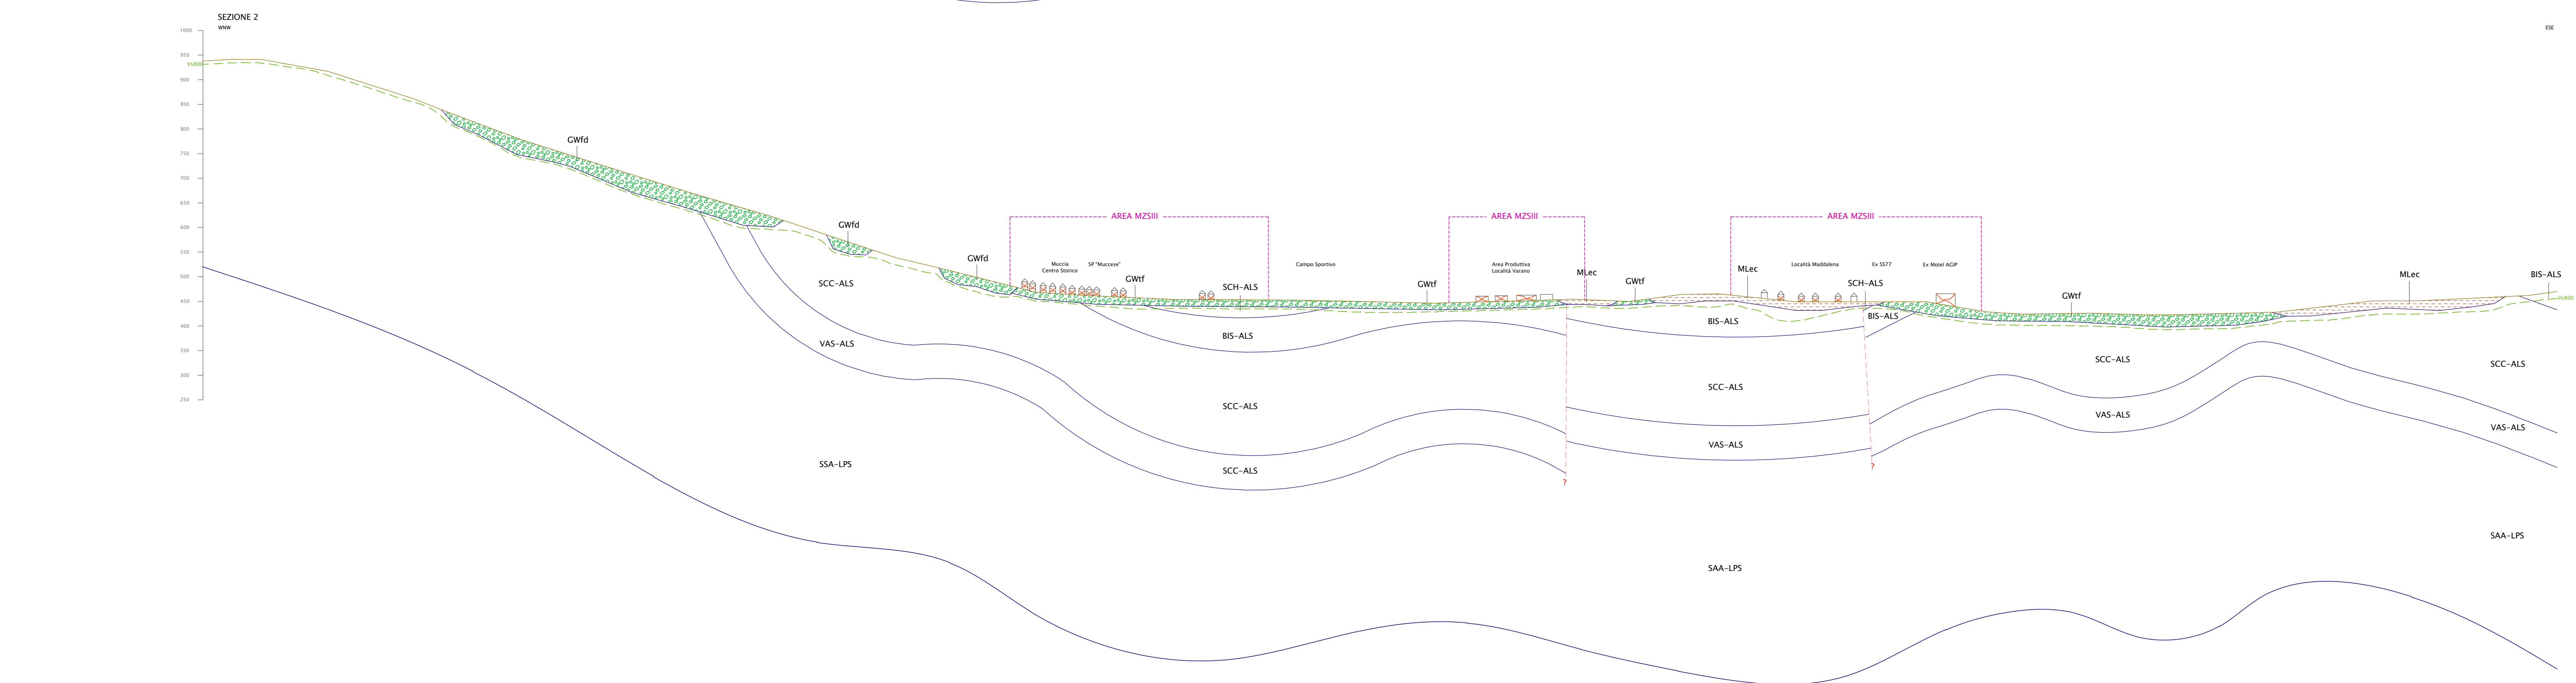 SEZIONE 2
WNW
ESE
1000
950
Vs800
900
850
800
750
700
650
600
550
500
450
400
350
300
250
GWfd
GWfd
GWfd
AREA MZSIII
AREA MZSIII
AREA MZSIII
Muccia
Centro Storico
SP "Muccese"
Campo Sportivo
Area Produttiva
Località Varano
Località Maddalena
Ex SS77
Ex Motel AGIP
GWtf
SCH-ALS
GWtf
MLec
GWtf
MLec
SCH-ALS
GWtf
MLec
BIS-ALS
Vs800
SCC-ALS
VAS-ALS
SSA-LPS
BIS-ALS
SCC-ALS
SCC-ALS
BIS-ALS
BIS-ALS
SCC-ALS
VAS-ALS
?
?
SAA-LPS
SCC-ALS
VAS-ALS
SCC-ALS
VAS-ALS
SAA-LPS